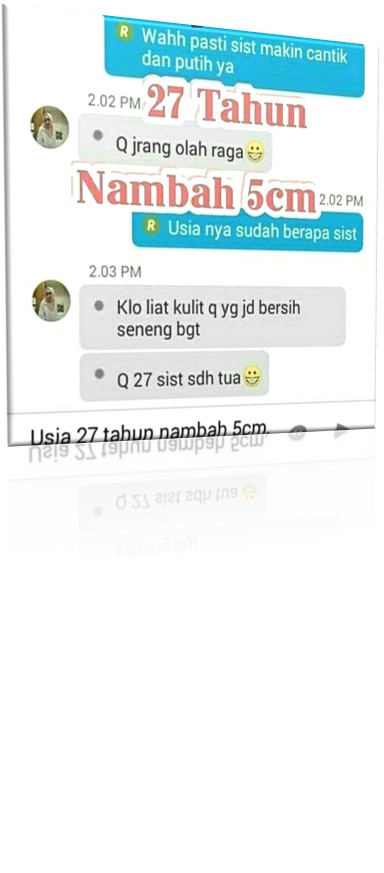 R Wahh pasti sist makin cantik
dan putih ya
2.02 PM
27 Tahun
Q jrang olah raga
Nambah 5cm
2.02 PM
R Usia nya sudah berapa sist
2.03 PM
Klo liat kulit q yg jd bersih
seneng bgt
Q 27 sist sdh tua
Usia 27 tahun nambah 5cm.